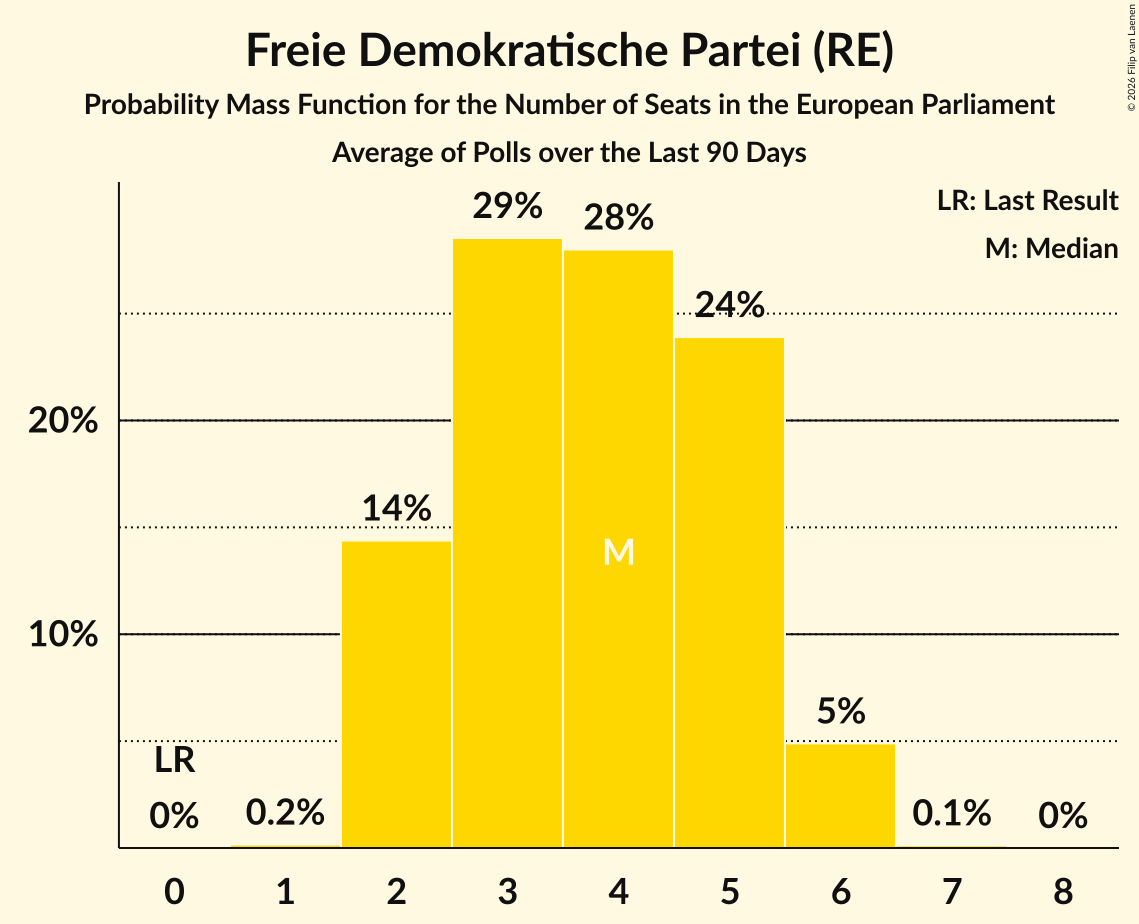 Freie Demokratische Partei (RE)
Probability Mass Function for the Number of Seats in the European Parliament
Average of Polls over the Last 90 Days
© 2026 Filip van Laenen
LR: Last Result
M: Median
29%
28%
24%
20%
14%
M
10%
5%
LR
0%
0.2%
0.1%
0%
0 1 2 3 4 5 6 7 8